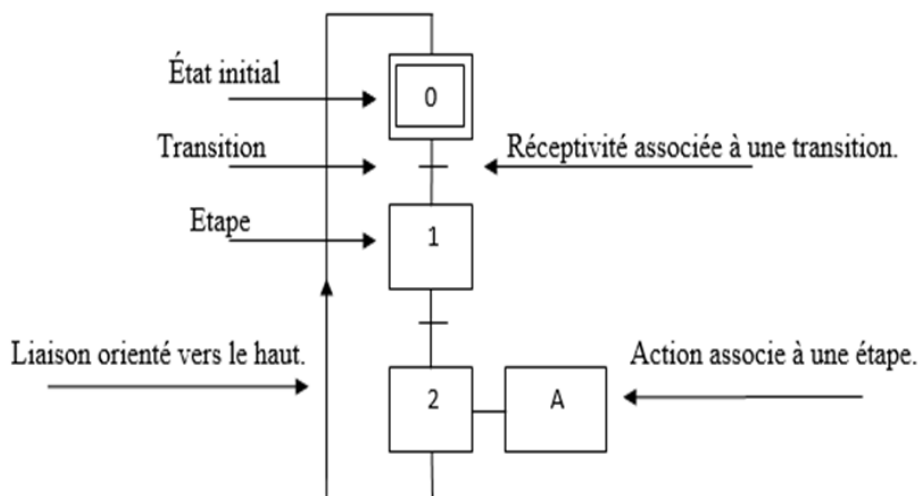 État initial
0
Transition
Réceptivité associée à une transition.
Etape
1
Liaison orienté vers le haut.
Action associe à une étape.
2
A